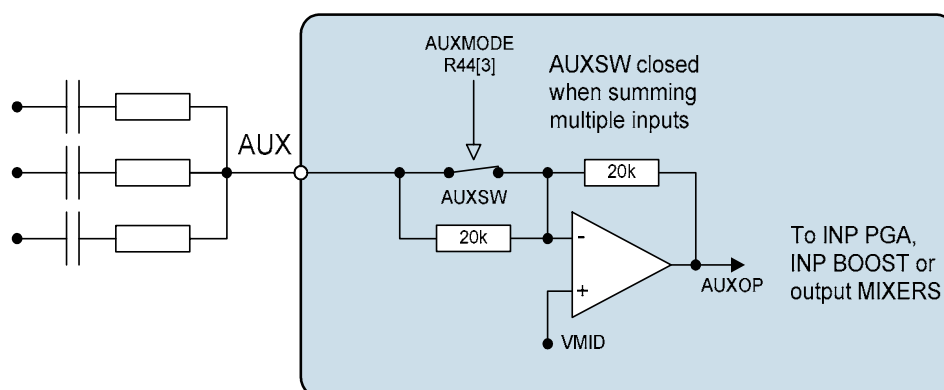 AUXMODE
R44[3]
AUXSW closed
when summing
multiple inputs
AUX
AUXSW
20k
20k
-
+
VMID
AUXOP
To INP PGA,
INP BOOST or
output MIXERS